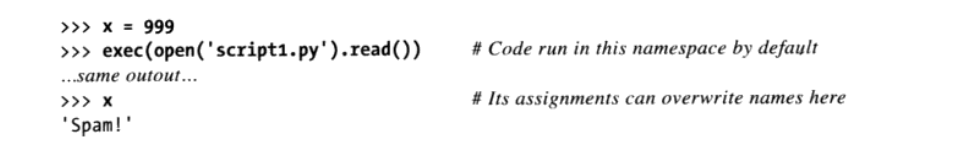 >>> x = 999
>>> exec(open('script1.py').read()) # Code run in this namespace by default
...same outout...
>>> x # Its assignments can overwrite names here
'Spam!'